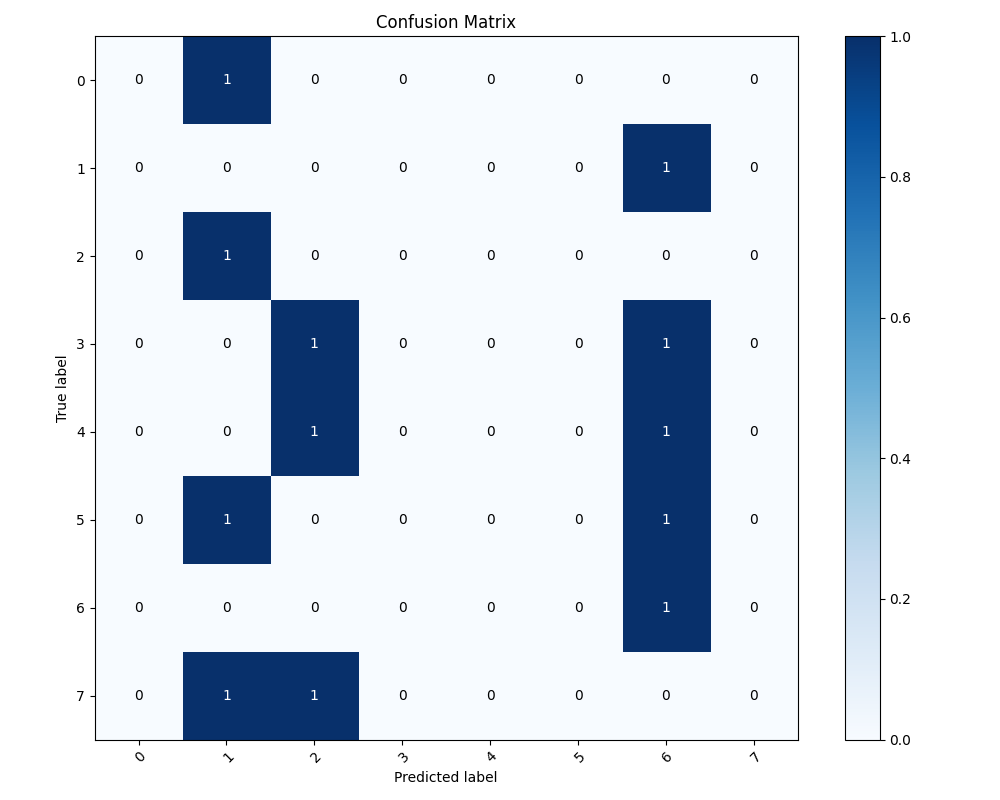 Confusion Matrix
0 0 1 0 0 0 0 0 0
1 0 0 0 0 0 0 1 0
2 0 1 0 0 0 0 0 0
3 0 0 1 0 0 0 1 0
4 0 0 1 0 0 0 1 0
5 0 1 0 0 0 0 1 0
6 0 0 0 0 0 0 1 0
7 0 1 1 0 0 0 0 0
0 1 2 3 4 5 6 7
True label
Predicted label
1.0
0.8
0.6
0.4
0.2
0.0